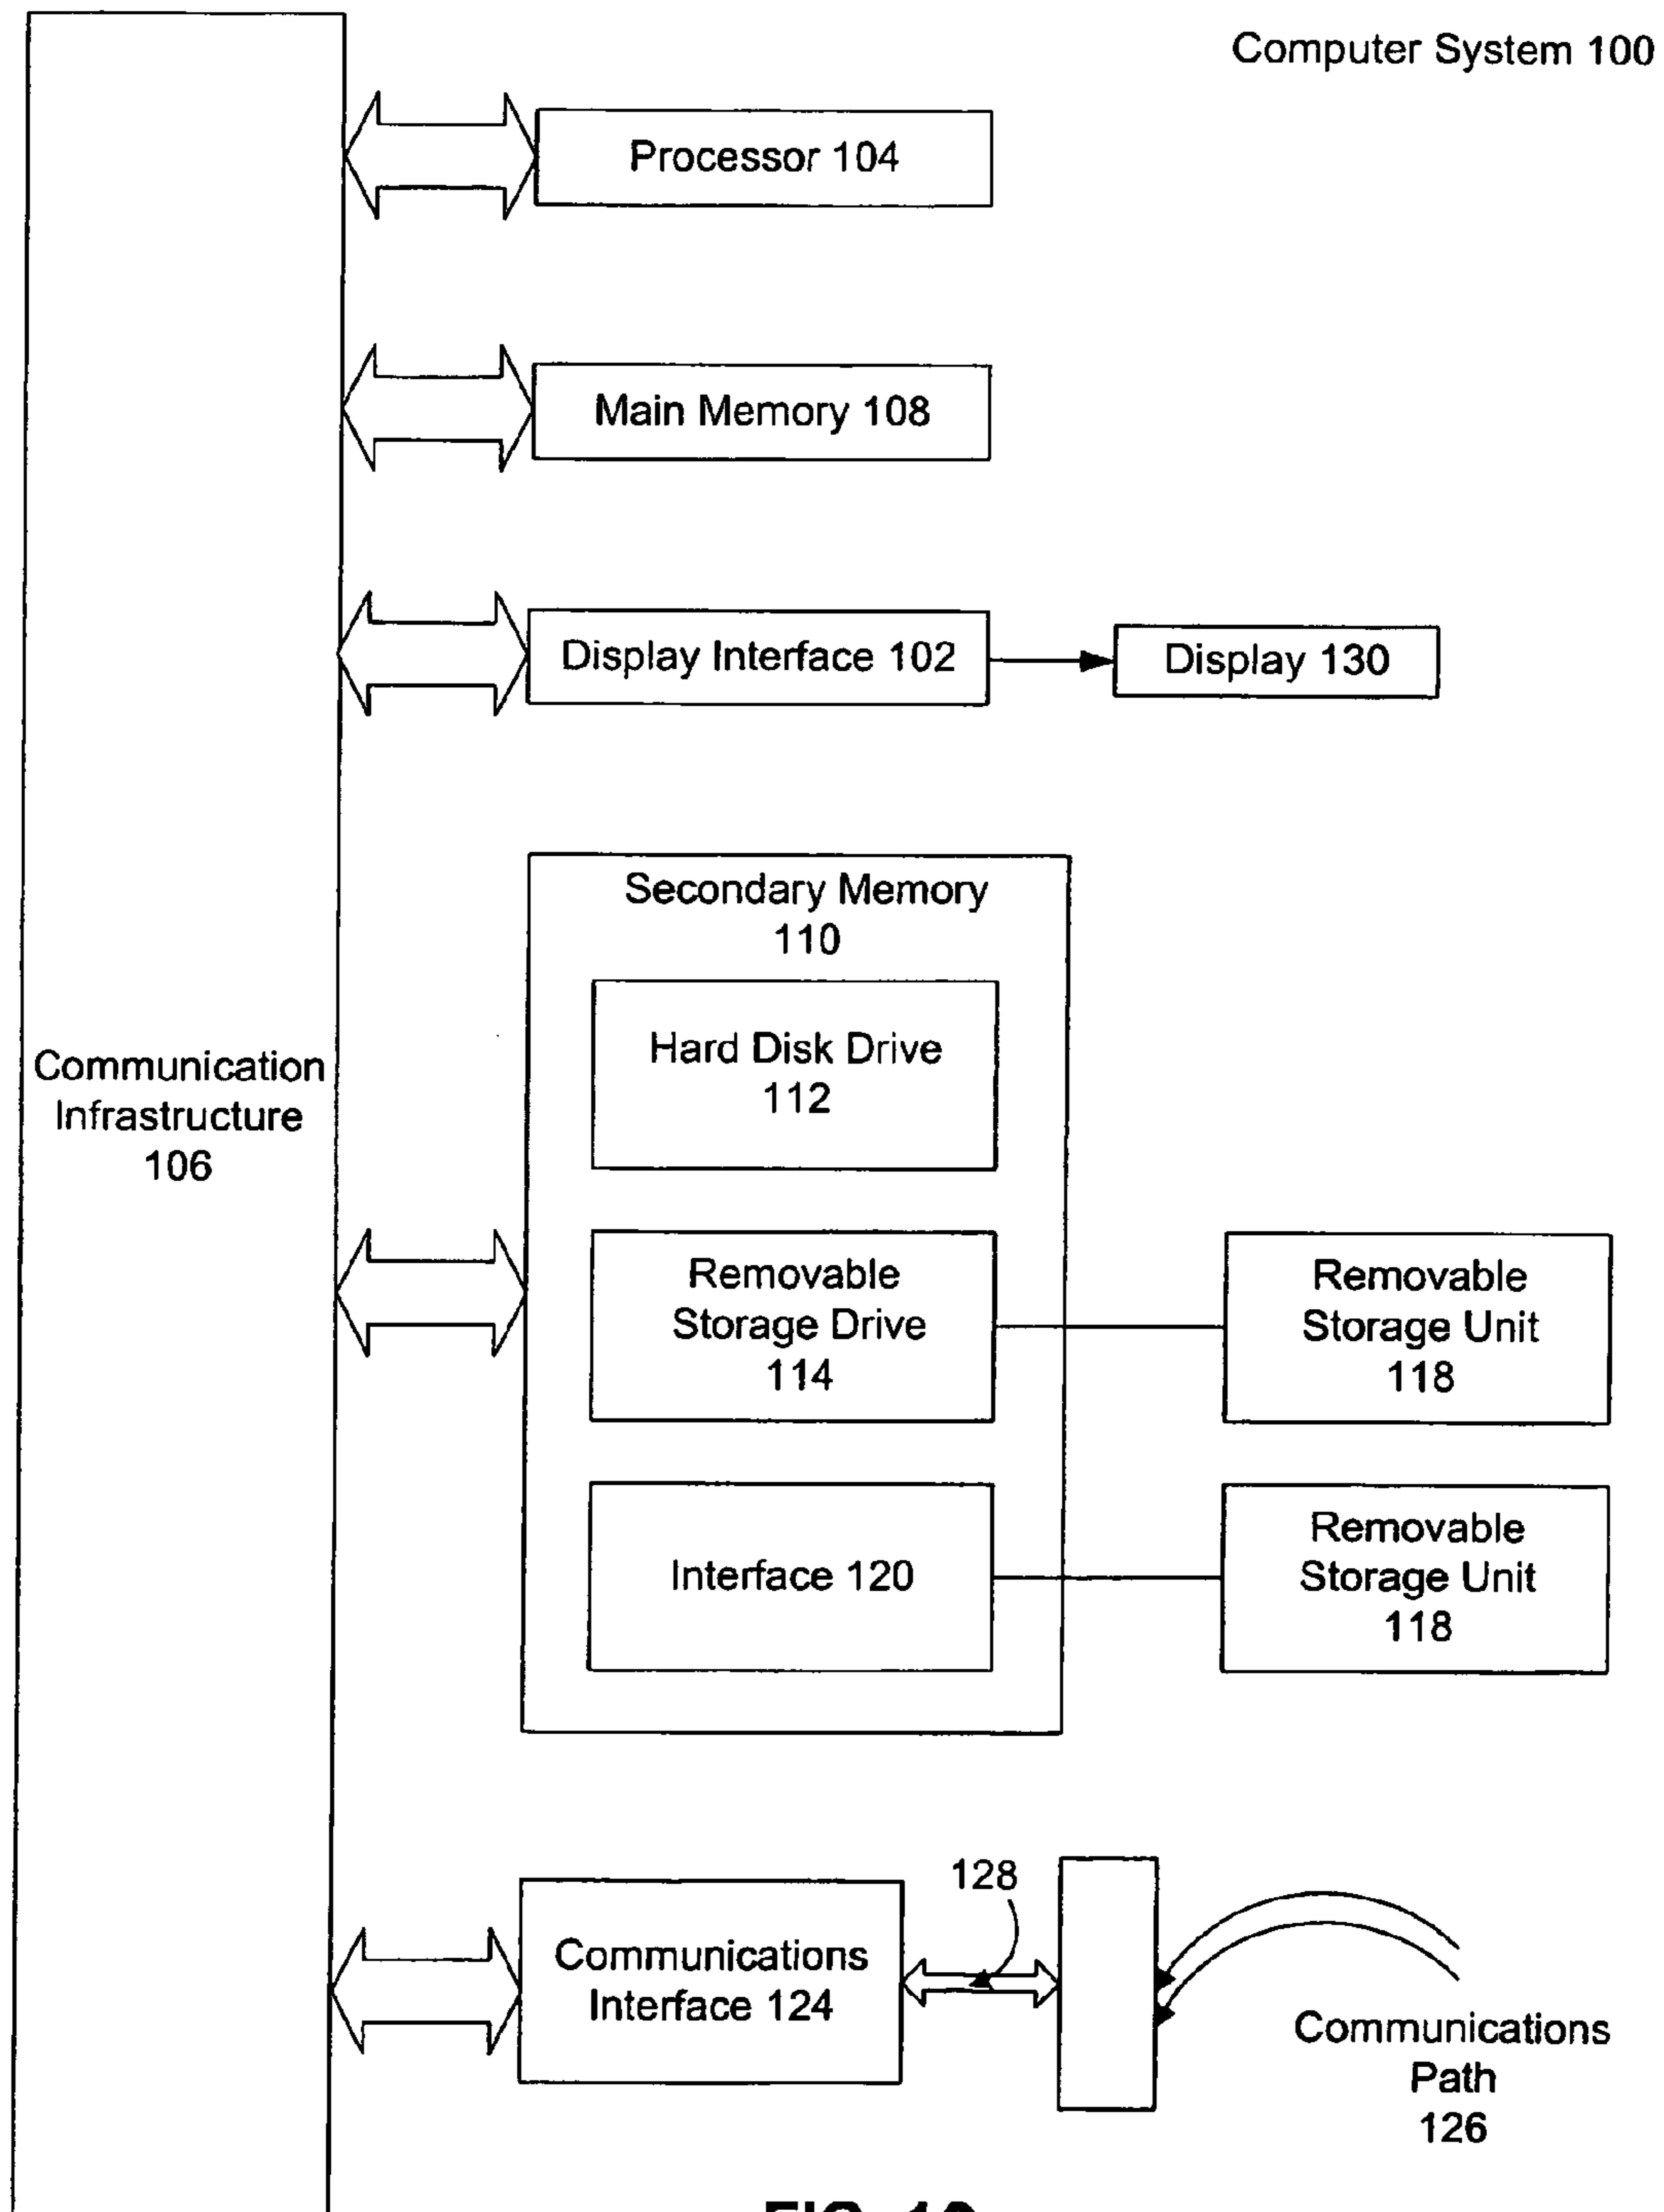 Computer System 100
Processor 104
Main Memory 108
Display Interface 102
Display 130
Secondary Memory
110
Hard Disk Drive
112
Communication
Infrastructure
106
Removable
Storage Drive
114
Removable
Storage Unit
118
Interface 120
Removable
Storage Unit
118
128
Communications
Interface 124
Communications
Path
126
FIG.